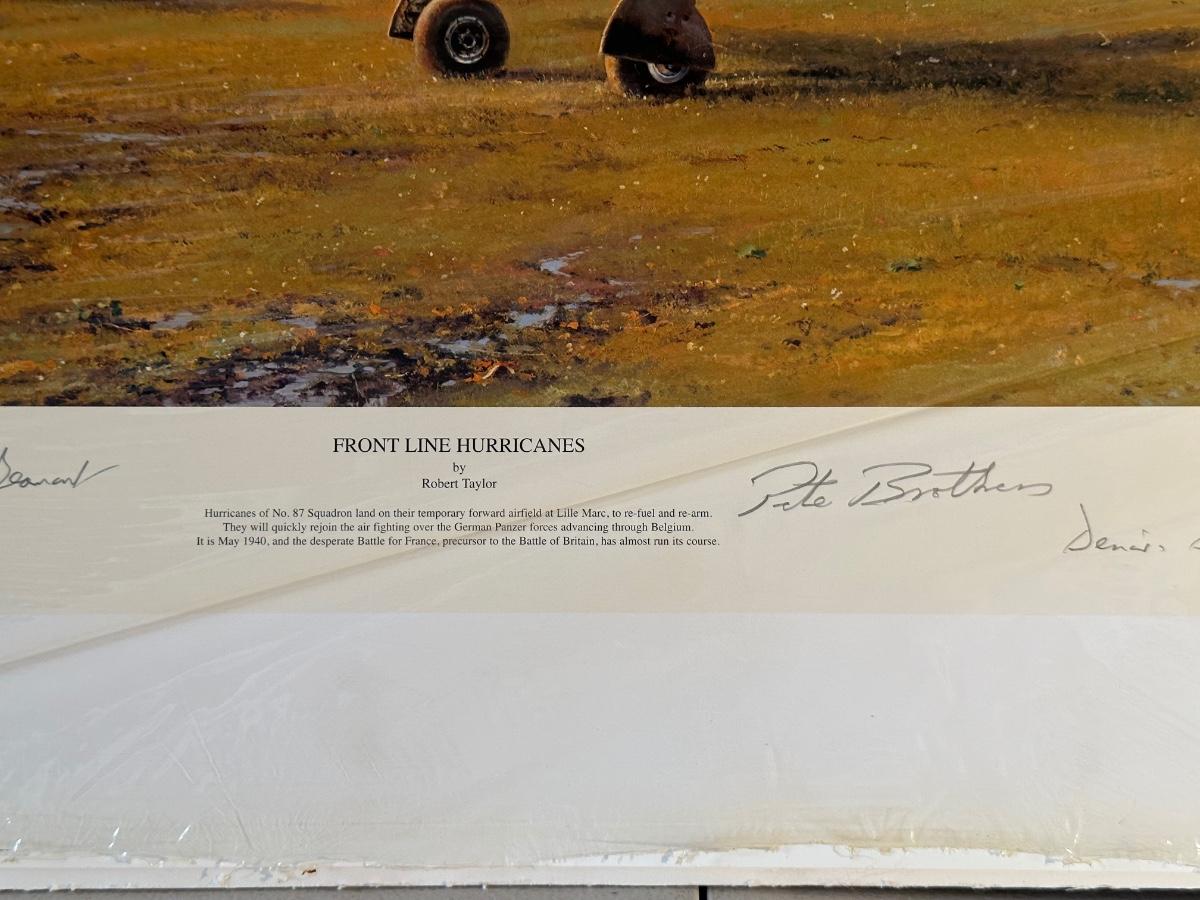 FRONT LINE HURRICANES
by
Robert Taylor
Hurricanes of No. 87 Squadron land on their temporary forward airfield at Lille Marc, to re-fuel and re-arm.
They will quickly rejoin the air fighting over the German Panzer forces advancing through Belgium.
It is May 1940, and the desperate Battle for France, precursor to the Battle of Britain, has almost run its course.
Pete Brothers